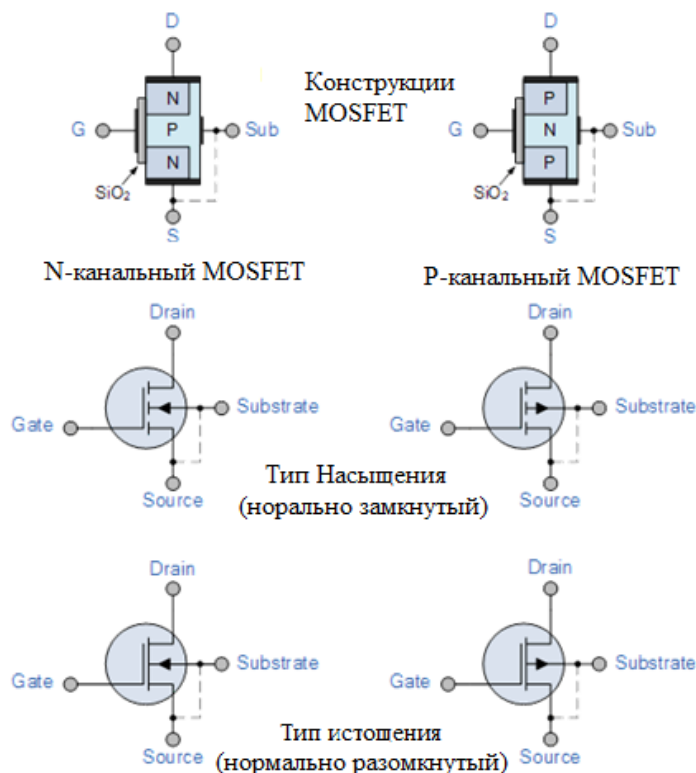 D
D
Конструкции
MOSFET
N
P
N
G
Sub
SiO₂
S
P
N
P
G
Sub
SiO₂
S
N-канальный MOSFET
P-канальный MOSFET
Drain
Drain
Gate
Substrate
Gate
Substrate
Source
Source
Тип Насыщения
(норально замкнутый)
Drain
Drain
Gate
Substrate
Gate
Substrate
Source
Source
Тип истошения
(нормально разомкнутый)